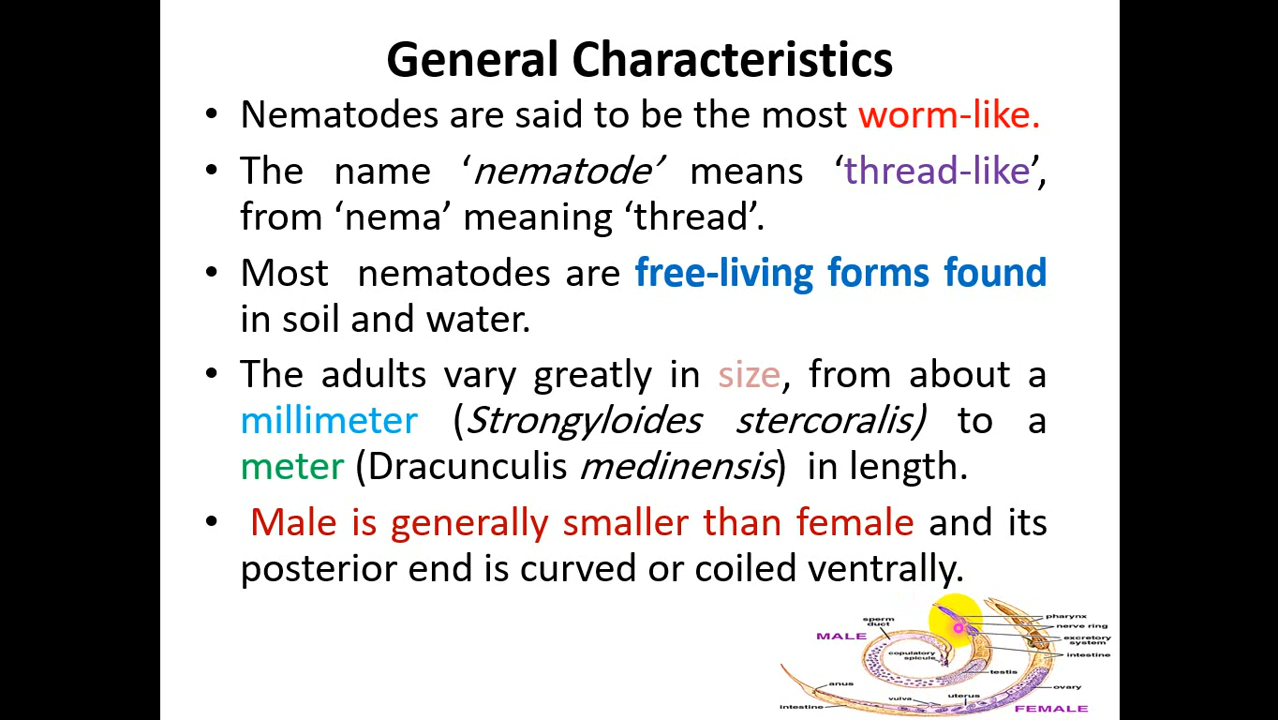 General Characteristics
• Nematodes are said to be the most worm-like.
• The name ‘nematode’ means ‘thread-like’,
from ‘nema’ meaning ‘thread’.
• Most nematodes are free-living forms found
in soil and water.
• The adults vary greatly in size, from about a
millimeter (Strongyloides stercoralis) to a
meter (Dracunculis medinensis) in length.
• Male is generally smaller than female and its
posterior end is curved or coiled ventrally.
pharynx
sperm
duct
nerve ring
MALE
excretory
system
copulatory
spicule
intestine
testis
anus
ovary
vulva
uterus
intestine
FEMALE